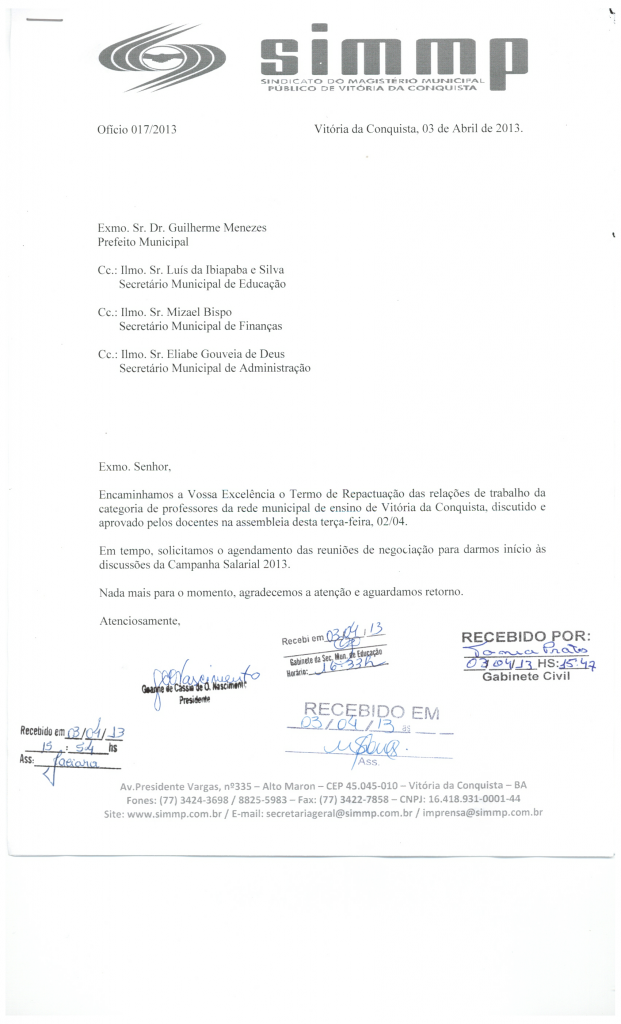 simmp
SINDICATO DO MAGISTÉRIO MUNICIPAL
PÚBLICO DE VITÓRIA DA CONQUISTA
Ofício 017/2013 Vitória da Conquista, 03 de Abril de 2013.
Exmo. Sr. Dr. Guilherme Menezes
Prefeito Municipal
Cc.: Ilmo. Sr. Luís da Ibiapaba e Silva
Secretário Municipal de Educação
Cc.: Ilmo. Sr. Mizael Bispo
Secretário Municipal de Finanças
Cc.: Ilmo. Sr. Eliabe Gouveia de Deus
Secretário Municipal de Administração
Exmo. Senhor,
Encaminhamos a Vossa Excelência o Termo de Repactuação das relações de trabalho da
categoria de professores da rede municipal de ensino de Vitória da Conquista, discutido e
aprovado pelos docentes na assembleia desta terça-feira, 02/04.
Em tempo, solicitamos o agendamento das reuniões de negociação para darmos início às
discussões da Campanha Salarial 2013.
Nada mais para o momento, agradecemos a atenção e aguardamos retorno.
Atenciosamente,
Recebi em 03/04/13
Gabinete da Sec. Mun. de Educação
Horário: 16:33h
RECEBIDO POR:
03/04/13 HS: 15:47
Gabinete Civil
de Cassia de O. Nascimento
Presidente
RECEBIDO EM
03/04/13 às
Ass.
Recebido em 03/04/13
15 : 54 hs
Ass:
Av.Presidente Vargas, nº335 – Alto Maron – CEP 45.045-010 – Vitória da Conquista – BA
Fones: (77) 3424-3698 / 8825-5983 – Fax: (77) 3422-7858 – CNPJ: 16.418.931-0001-44
Site: www.simmp.com.br / E-mail: secretariageral@simmp.com.br / imprensa@simmp.com.br